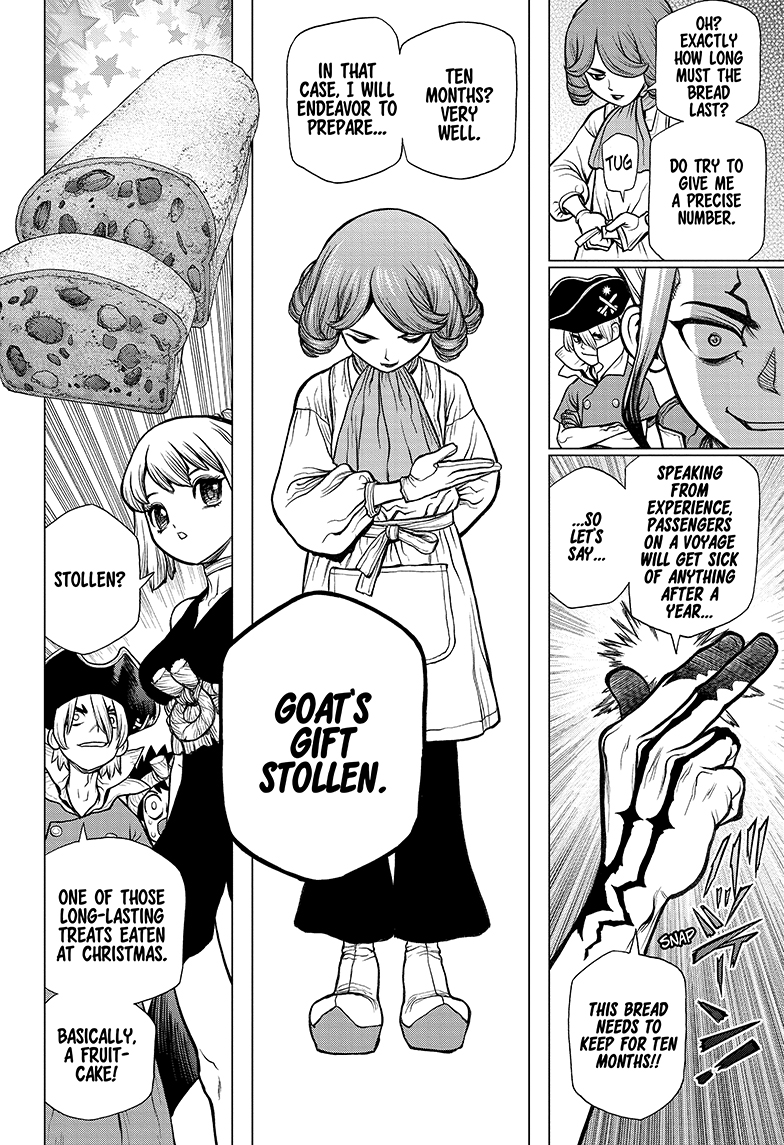 OH?
EXACTLY
HOW LONG
MUST THE
BREAD
LAST?
DO TRY TO
GIVE ME
A PRECISE
NUMBER.
TUG
SPEAKING
FROM
EXPERIENCE,
PASSENGERS
ON A VOYAGE
WILL GET SICK
OF ANYTHING
AFTER A
YEAR...
...SO
LET'S
SAY...
SNAP
THIS BREAD
NEEDS TO
KEEP FOR TEN
MONTHS!!
TEN
MONTHS?
VERY
WELL.
IN THAT
CASE, I WILL
ENDEAVOR TO
PREPARE...
GOAT'S
GIFT
STOLLEN.
STOLLEN?
ONE OF THOSE
LONG-LASTING
TREATS EATEN
AT CHRISTMAS.
BASICALLY,
A FRUIT-
CAKE!